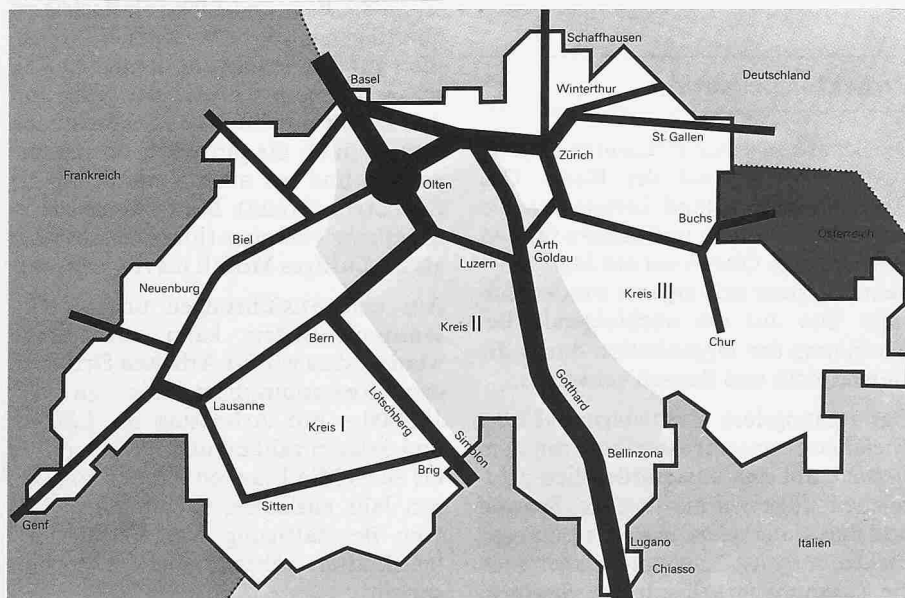 Schaffhausen
Basel
Deutschland
Winterthur
St. Gallen
Frankreich
Zürich
Olten
Buchs
Österreich
Biel
Arth
Goldau
Luzern
Neuenburg
Kreis III
Kreis II
Bern
Chur
Lötschberg
Gotthard
Lausanne
Kreis I
Simplon
Bellinzona
Brig
Sitten
Genf
Lugano
Italien
Chiasso